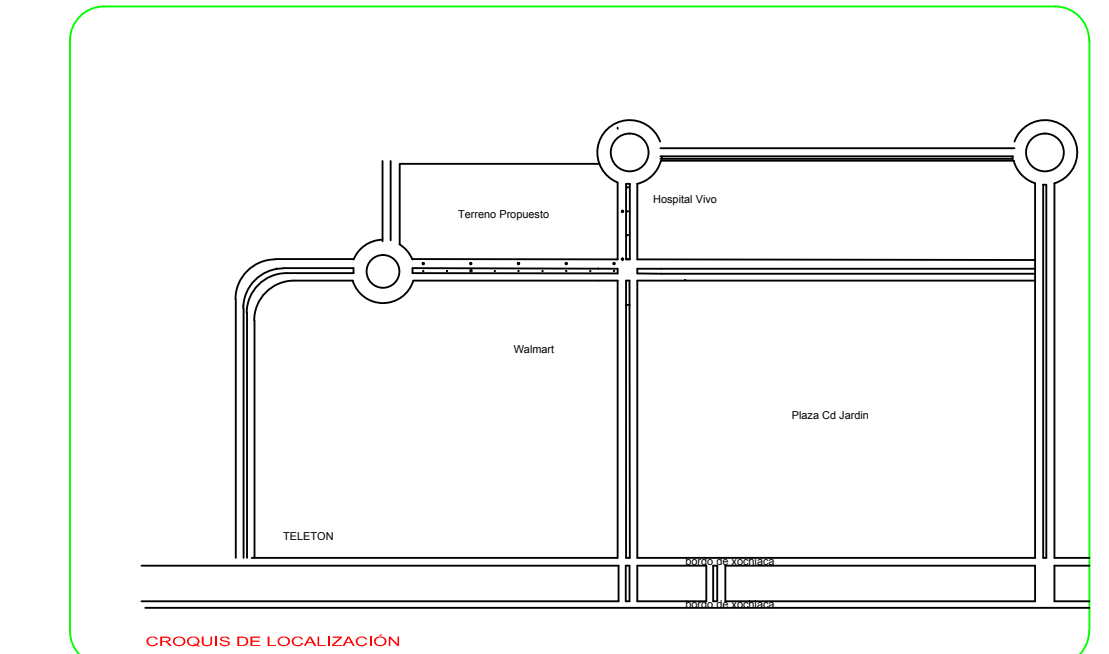 Hospital Vivo
Terreno Propuesto
Walmart
Plaza Cd Jardin
TELETON
bordo de xochiaca
bordo de xochiaca
CROQUIS DE LOCALIZACIÓN